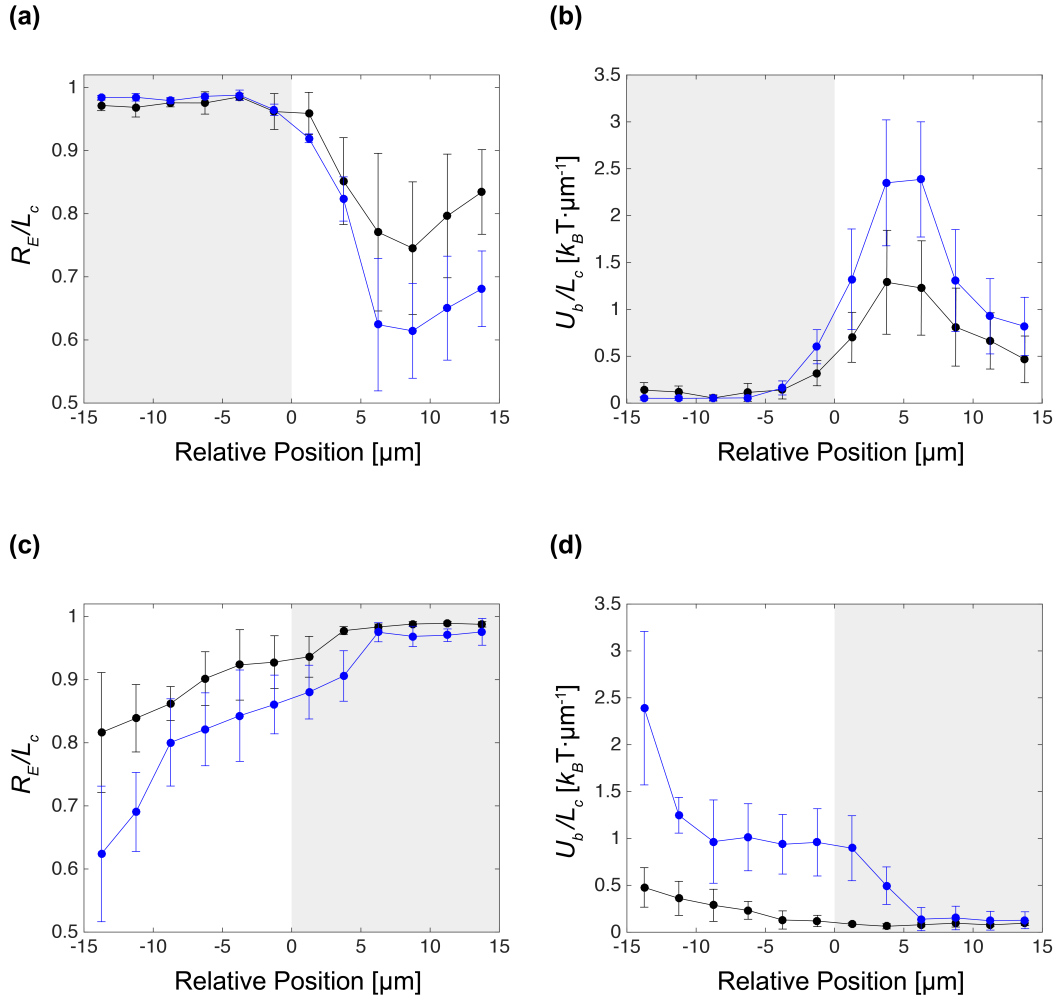 (a)
(b)
1
0.9
0.8
0.7
0.6
0.5
R_E/L_c
-15 -10 -5 0 5 10 15
Relative Position [µm]
3.5
3
2.5
2
1.5
1
0.5
0
U_b/L_c [k_BT·µm⁻¹]
-15 -10 -5 0 5 10 15
Relative Position [µm]
(c)
(d)
1
0.9
0.8
0.7
0.6
0.5
R_E/L_c
-15 -10 -5 0 5 10 15
Relative Position [µm]
3.5
3
2.5
2
1.5
1
0.5
0
U_b/L_c [k_BT·µm⁻¹]
-15 -10 -5 0 5 10 15
Relative Position [µm]